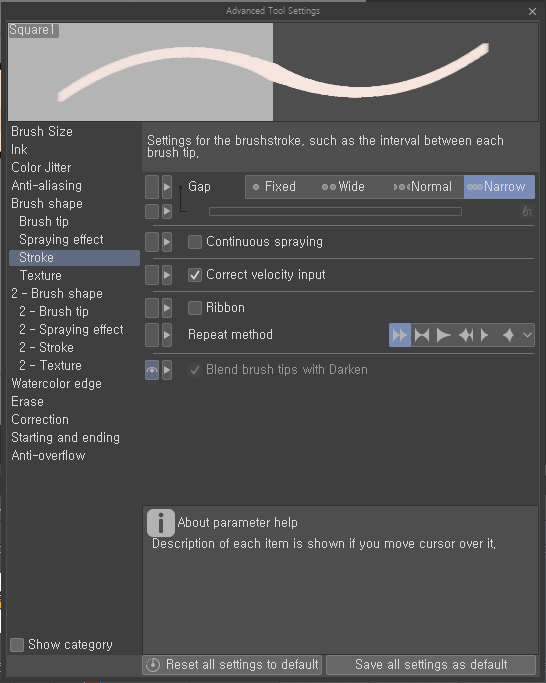 Advanced Tool Settings
Square1
Brush Size
Ink
Color Jitter
Anti-aliasing
Brush shape
Brush tip
Spraying effect
Stroke
Texture
2 - Brush shape
2 - Brush tip
2 - Spraying effect
2 - Stroke
2 - Texture
Watercolor edge
Erase
Correction
Starting and ending
Anti-overflow
Show category
Settings for the brushstroke, such as the interval between each
brush tip.
Gap Fixed Wide Normal Narrow
Continuous spraying
Correct velocity input
Ribbon
Repeat method
Blend brush tips with Darken
About parameter help
Description of each item is shown if you move cursor over it.
Reset all settings to default Save all settings as default